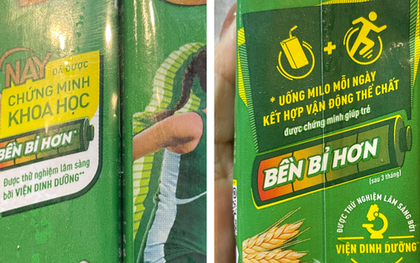 NAY ĐÃ ĐƯỢC
CHỨNG MINH
KHOA HỌC
BỀN BỈ HƠN
Được thử nghiệm lâm sàng
bởi VIỆN DINH DƯỠNG**
* UỐNG MILO MỖI NGÀY
KẾT HỢP VẬN ĐỘNG THỂ CHẤT
được chứng minh giúp trẻ
BỀN BỈ HƠN
(sau 3 tháng)
ĐƯỢC THỬ NGHIỆM LÂM SÀNG BỞI
VIỆN DINH DƯỠNG**